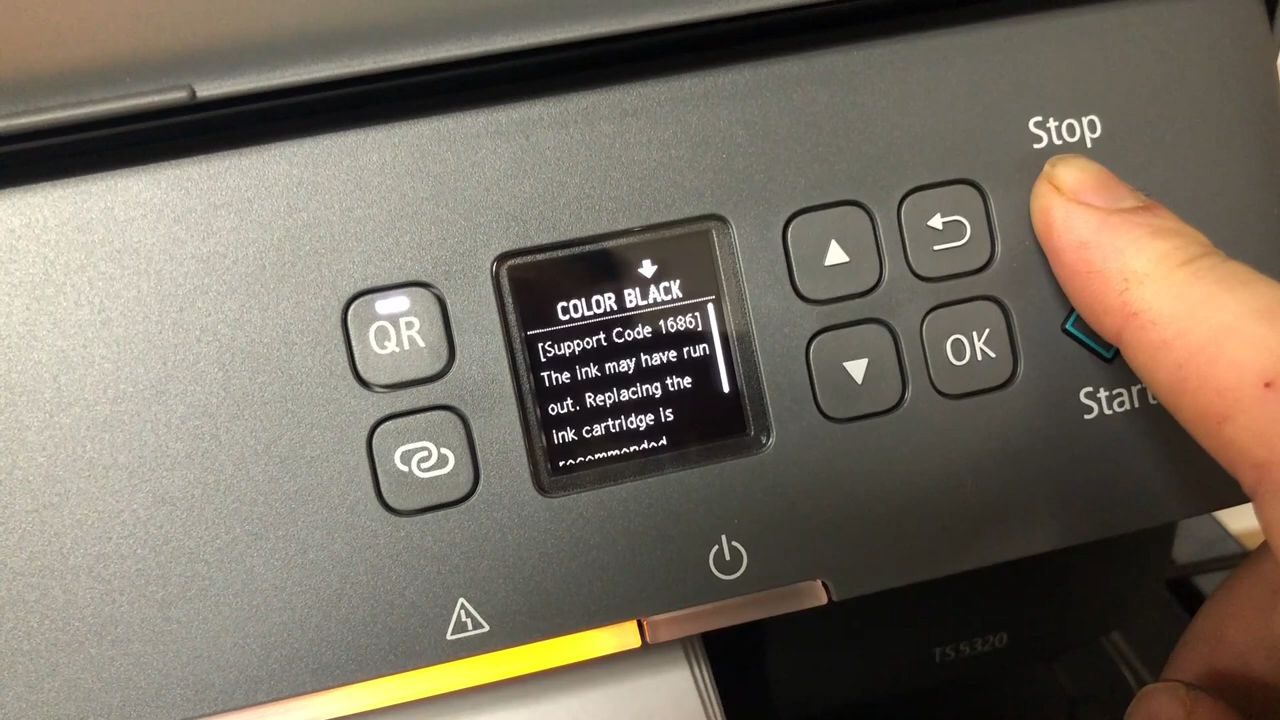 Stop
COLOR BLACK
[Support Code 1686]
The ink may have run
out. Replacing the
ink cartridge is
recommended
QR
OK
Start
TS5320